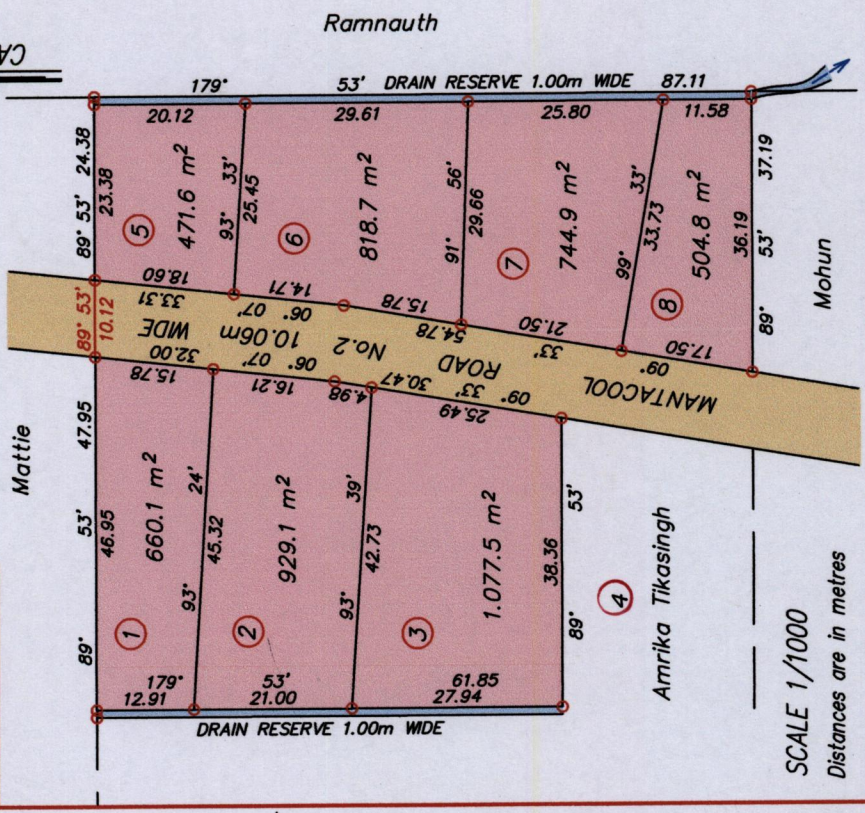 Ramnauth
CA
179° 53' DRAIN RESERVE 1.00m WIDE 87.11
20.12 29.61 25.80 11.58
89° 53' 24.38
23.38
5
471.6 m²
93° 33'
25.45
6
818.7 m²
91° 56'
29.66
7
744.9 m²
99° 33'
33.73
8
504.8 m²
36.19
89° 53' 37.19
Mohun
18.60 14.71 15.78 21.50 17.50
33.31 06° 07' 54.78 09° 33'
89° 53'
10.12
MANTACOOL ROAD No.2 10.06m WIDE
32.00 06° 07' 30.47 09° 33'
15.78 16.21 4.98 25.49
Mattie
89° 53' 47.95
46.95
1
660.1 m²
93° 24'
45.32
2
929.1 m²
93° 39'
42.73
3
1.077.5 m²
38.36
89° 53'
4
Amrika Tikasingh
179° 53' 61.85
12.91 21.00 27.94
DRAIN RESERVE 1.00m WIDE
SCALE 1/1000
Distances are in metres